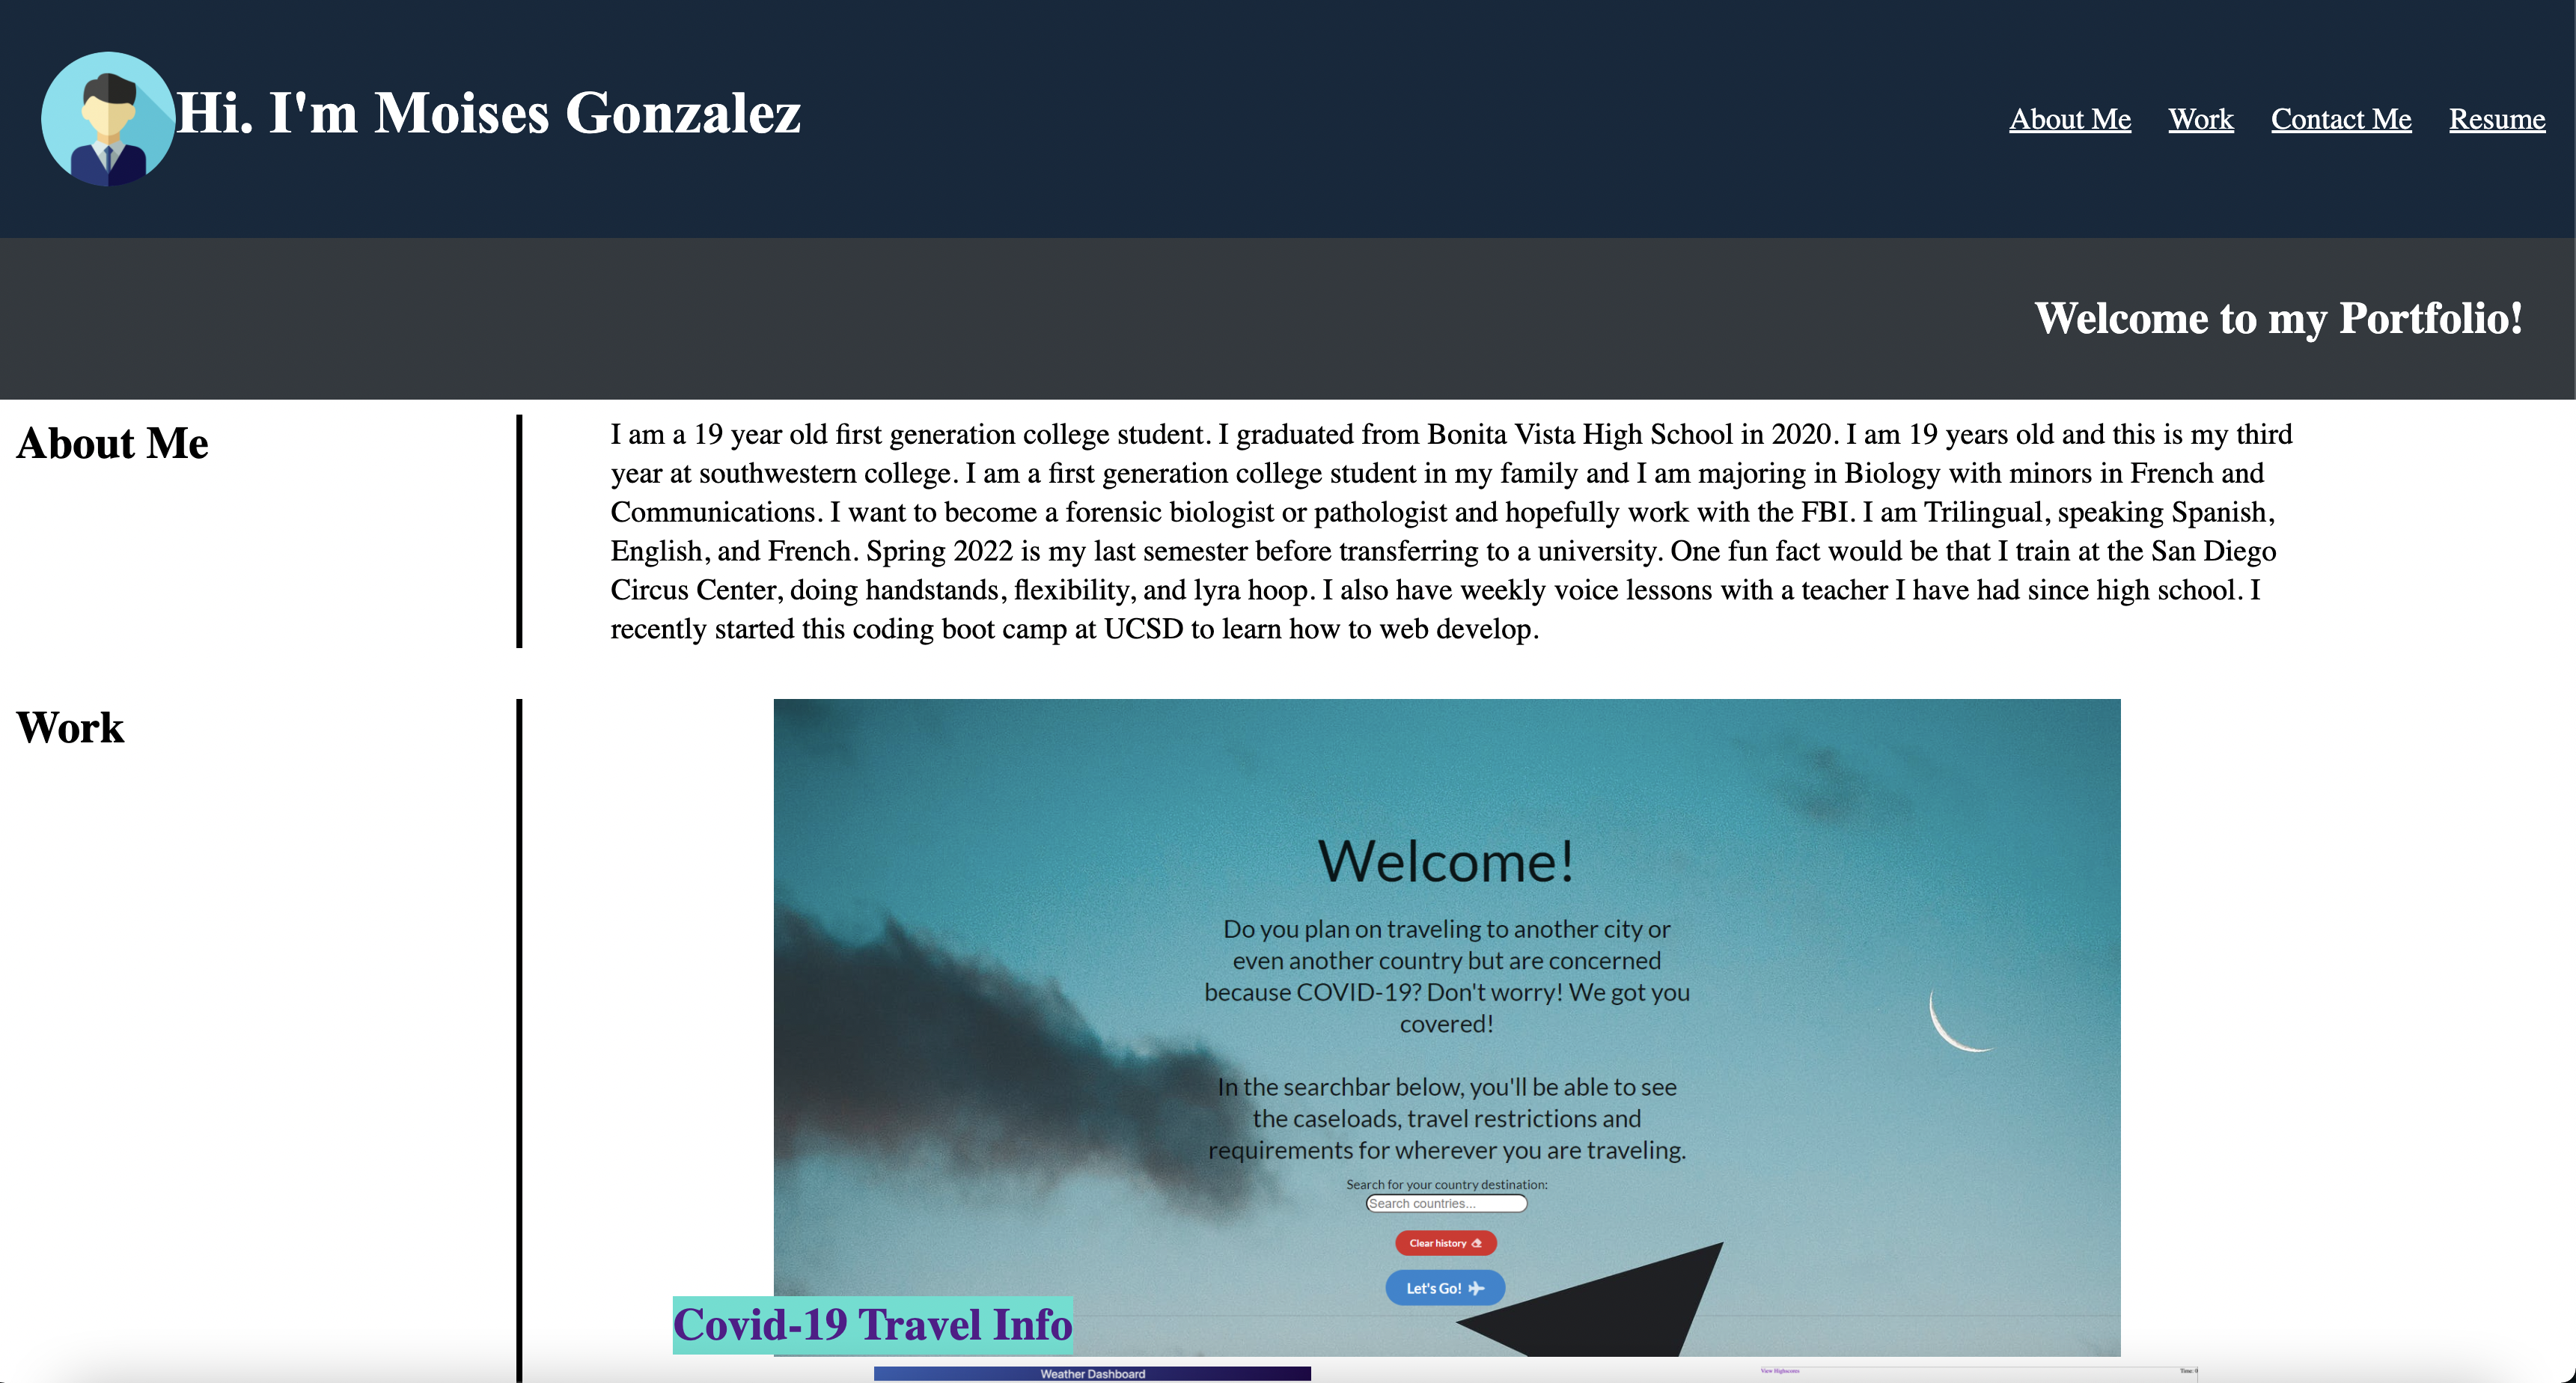 Hi. I'm Moises Gonzalez
About Me Work Contact Me Resume
Welcome to my Portfolio!
About Me
I am a 19 year old first generation college student. I graduated from Bonita Vista High School in 2020. I am 19 years old and this is my third
year at southwestern college. I am a first generation college student in my family and I am majoring in Biology with minors in French and
Communications. I want to become a forensic biologist or pathologist and hopefully work with the FBI. I am Trilingual, speaking Spanish,
English, and French. Spring 2022 is my last semester before transferring to a university. One fun fact would be that I train at the San Diego
Circus Center, doing handstands, flexibility, and lyra hoop. I also have weekly voice lessons with a teacher I have had since high school. I
recently started this coding boot camp at UCSD to learn how to web develop.
Work
Welcome!
Do you plan on traveling to another city or
even another country but are concerned
because COVID-19? Don't worry! We got you
covered!
In the searchbar below, you'll be able to see
the caseloads, travel restrictions and
requirements for wherever you are traveling.
Search for your country destination:
Search countries...
Clear history
Let's Go!
Covid-19 Travel Info
Weather Dashboard
View Highscores
Time: